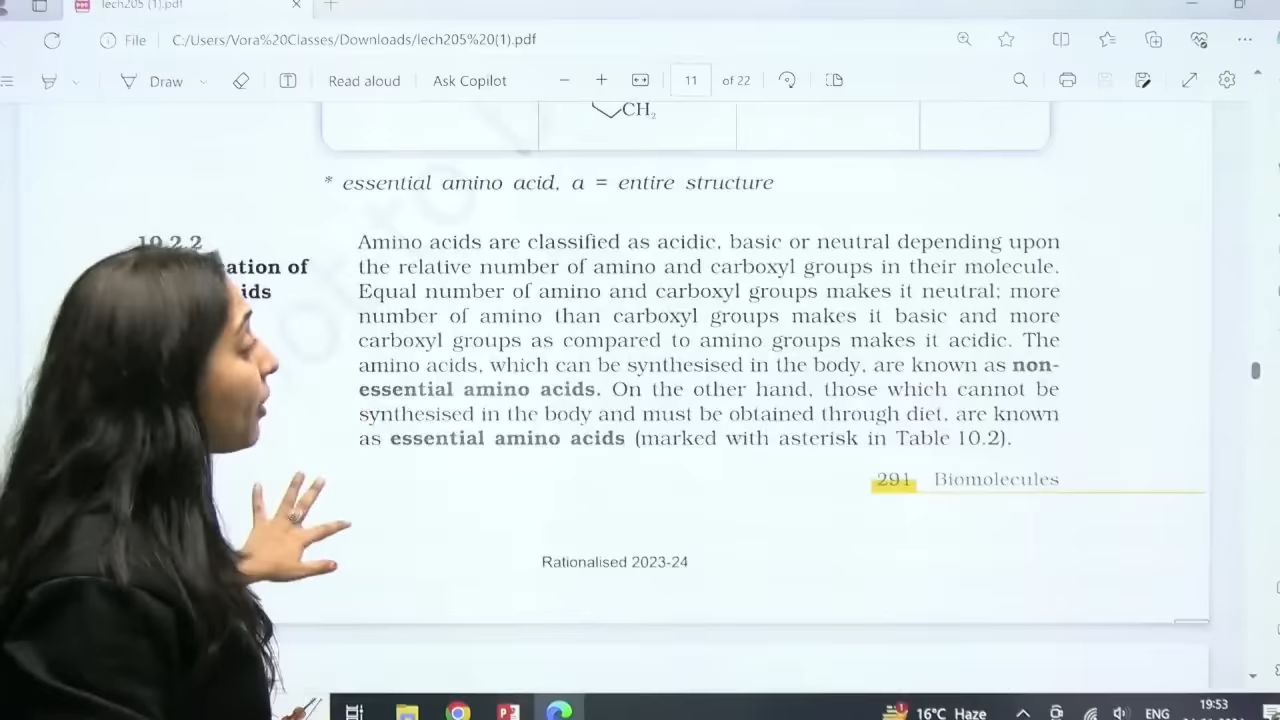 lech205 (1).pdf
File C:/Users/Vora%20Classes/Downloads/lech205%20(1).pdf
Draw Read aloud Ask Copilot 11 of 22
CH₂
* essential amino acid, a = entire structure
10.2.2
ation of
ids
Amino acids are classified as acidic, basic or neutral depending upon
the relative number of amino and carboxyl groups in their molecule.
Equal number of amino and carboxyl groups makes it neutral; more
number of amino than carboxyl groups makes it basic and more
carboxyl groups as compared to amino groups makes it acidic. The
amino acids, which can be synthesised in the body, are known as non-
essential amino acids. On the other hand, those which cannot be
synthesised in the body and must be obtained through diet, are known
as essential amino acids (marked with asterisk in Table 10.2).
291 Biomolecules
Rationalised 2023-24
16°C Haze ENG 19:53